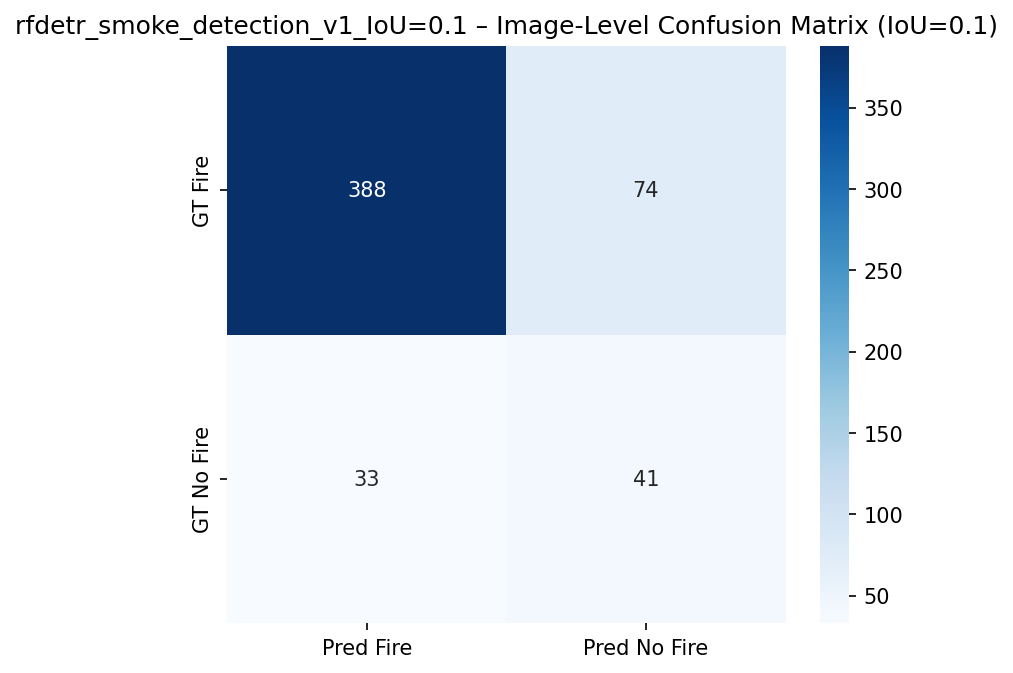 rfdetr_smoke_detection_v1_IoU=0.1 – Image-Level Confusion Matrix (IoU=0.1)
GT Fire
388
74
GT No Fire
33
41
Pred Fire
Pred No Fire
350
300
250
200
150
100
50